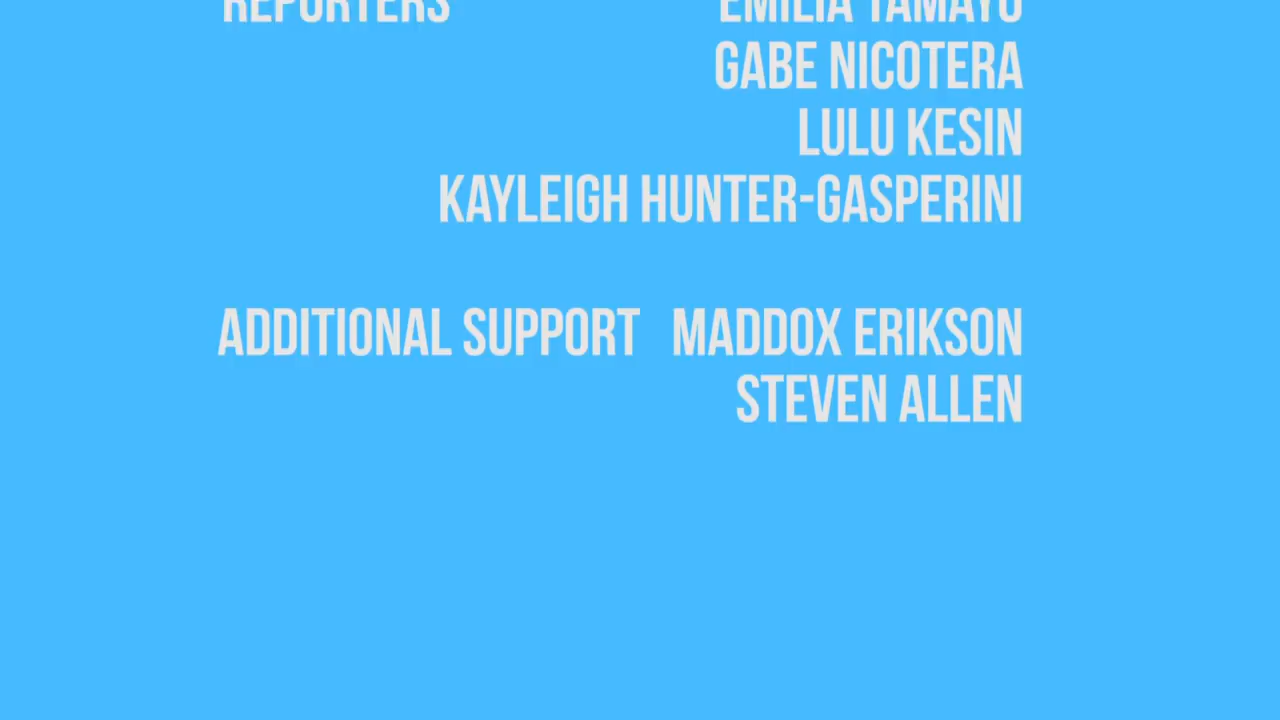 REPORTERS EMILIA TAMAYO
GABE NICOTERA
LULU KESIN
KAYLEIGH HUNTER-GASPERINI
ADDITIONAL SUPPORT MADDOX ERIKSON
STEVEN ALLEN